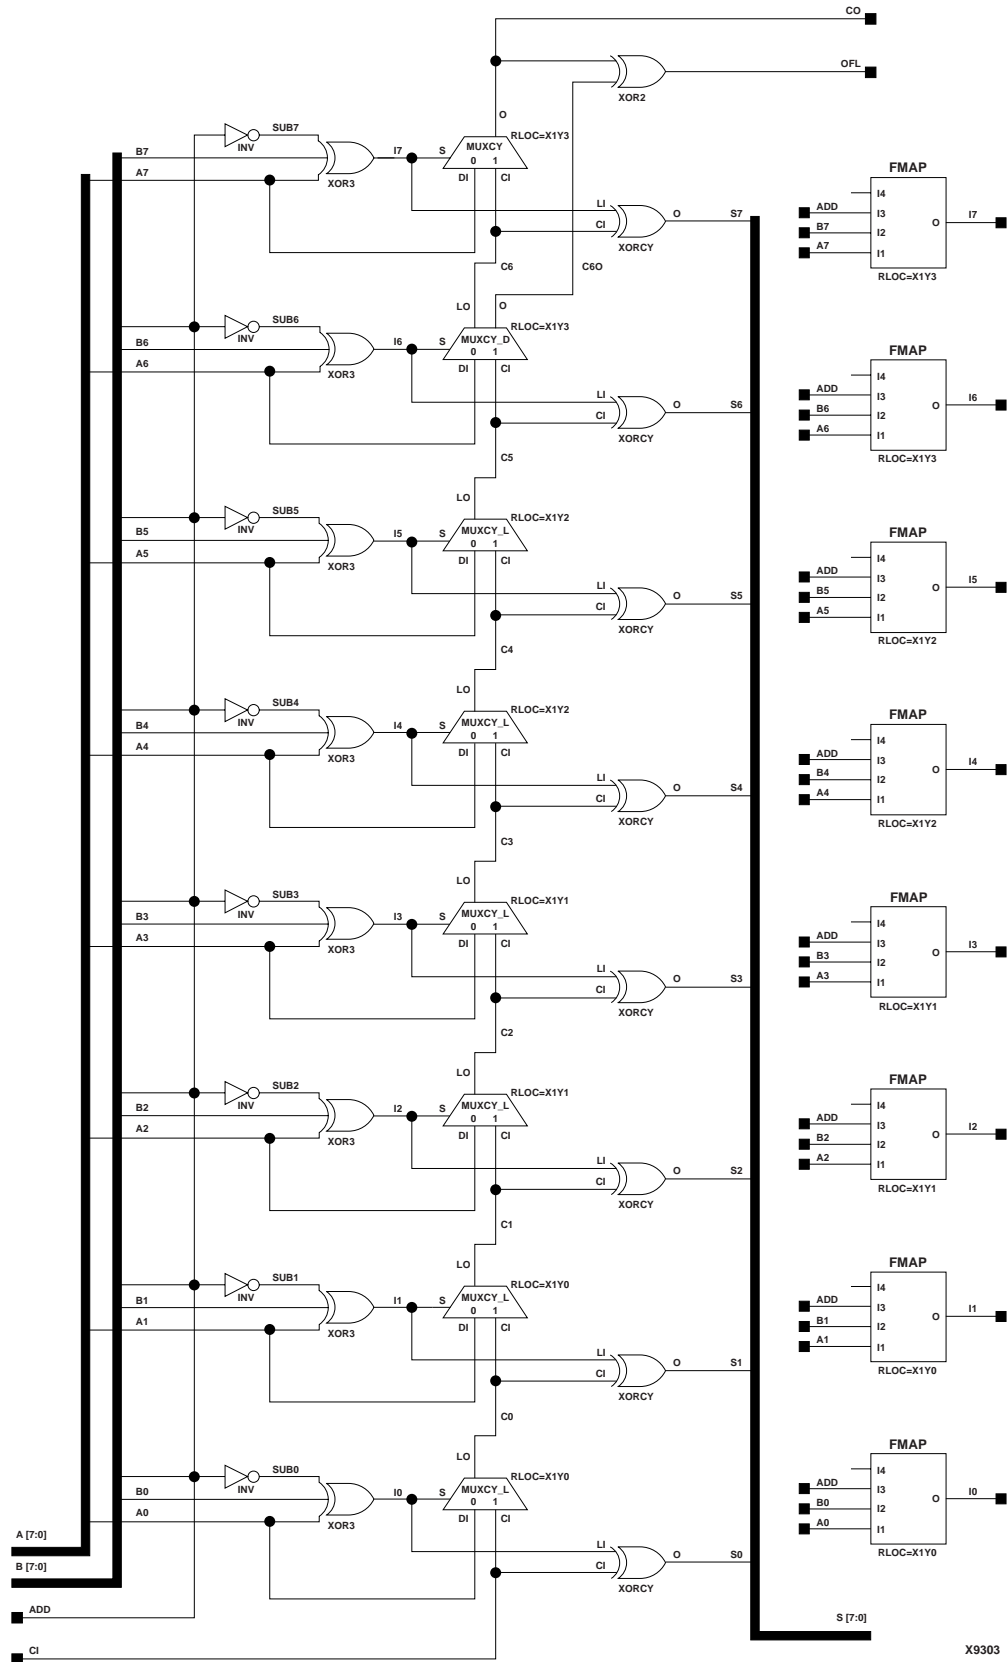 CO
OFL
XOR2
O
SUB7
INV
B7
A7
XOR3
I7
S
MUXCY
0 1
DI CI
RLOC=X1Y3
LI
CI
XORCY
O
S7
C6
C6O
LO
O
SUB6
INV
B6
A6
XOR3
I6
S
MUXCY_D
0 1
DI CI
RLOC=X1Y3
LI
CI
XORCY
O
S6
C5
LO
SUB5
INV
B5
A5
XOR3
I5
S
MUXCY_L
0 1
DI CI
RLOC=X1Y2
LI
CI
XORCY
O
S5
C4
LO
SUB4
INV
B4
A4
XOR3
I4
S
MUXCY_L
0 1
DI CI
RLOC=X1Y2
LI
CI
XORCY
O
S4
C3
LO
SUB3
INV
B3
A3
XOR3
I3
S
MUXCY_L
0 1
DI CI
RLOC=X1Y1
LI
CI
XORCY
O
S3
C2
LO
SUB2
INV
B2
A2
XOR3
I2
S
MUXCY_L
0 1
DI CI
RLOC=X1Y1
LI
CI
XORCY
O
S2
C1
LO
SUB1
INV
B1
A1
XOR3
I1
S
MUXCY_L
0 1
DI CI
RLOC=X1Y0
LI
CI
XORCY
O
S1
C0
LO
SUB0
INV
B0
A0
XOR3
I0
S
MUXCY_L
0 1
DI CI
RLOC=X1Y0
LI
CI
XORCY
O
S0
A [7:0]
B [7:0]
ADD
CI
S [7:0]
FMAP
I4
ADD I3
B7 I2
A7 I1
O I7
RLOC=X1Y3
FMAP
I4
ADD I3
B6 I2
A6 I1
O I6
RLOC=X1Y3
FMAP
I4
ADD I3
B5 I2
A5 I1
O I5
RLOC=X1Y2
FMAP
I4
ADD I3
B4 I2
A4 I1
O I4
RLOC=X1Y2
FMAP
I4
ADD I3
B3 I2
A3 I1
O I3
RLOC=X1Y1
FMAP
I4
ADD I3
B2 I2
A2 I1
O I2
RLOC=X1Y1
FMAP
I4
ADD I3
B1 I2
A1 I1
O I1
RLOC=X1Y0
FMAP
I4
ADD I3
B0 I2
A0 I1
O I0
RLOC=X1Y0
X9303